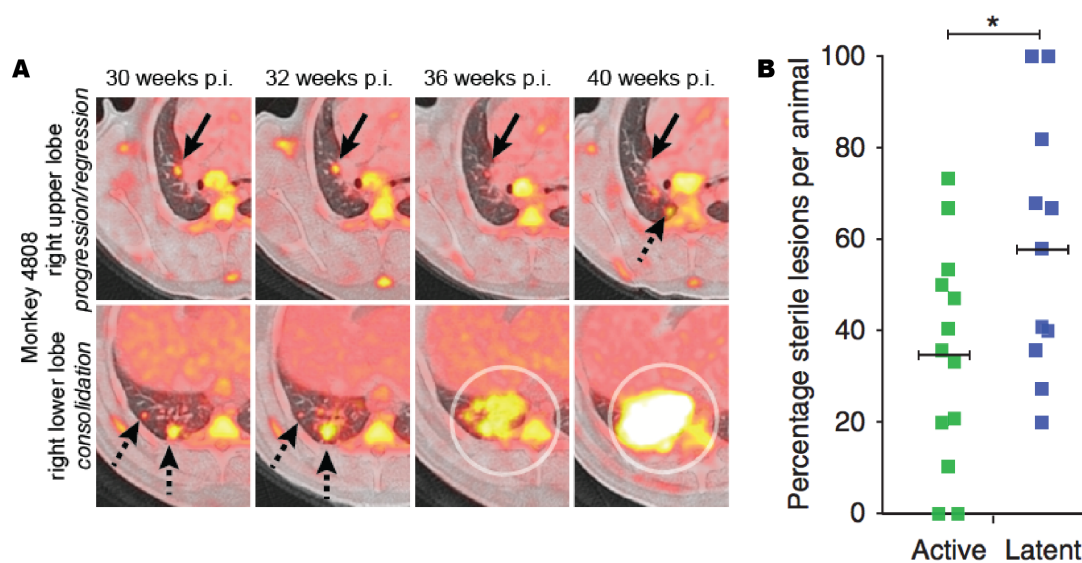 A
30 weeks p.i.
32 weeks p.i.
36 weeks p.i.
40 weeks p.i.
Monkey 4808
right upper lobe
progression/regression
right lower lobe
consolidation
B
*
Percentage sterile lesions per animal
100
80
60
40
20
0
Active
Latent